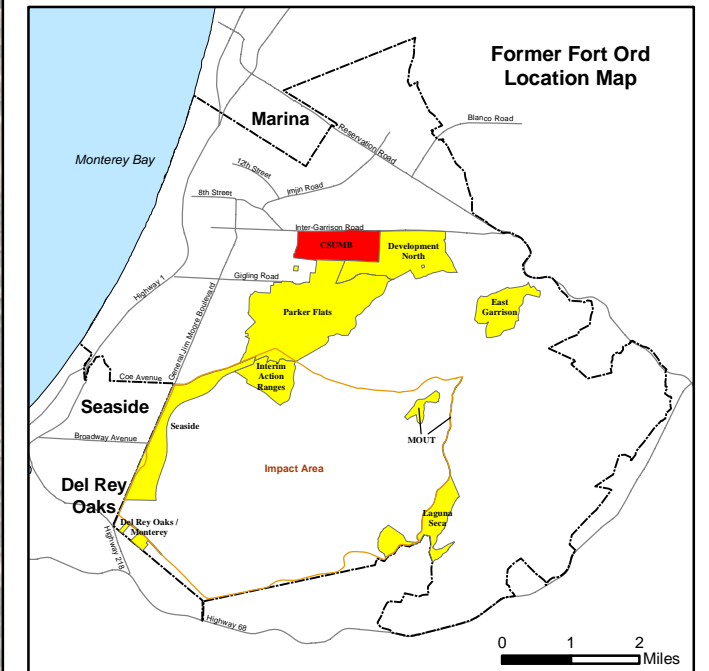 Former Fort Ord
Location Map
Marina
Blanco Road
Reservation Road
Monterey Bay
12th Street
Imjin Road
8th Street
Inter-Garrison Road
CSUMB
Development
North
Gigling Road
Highway 1
General Jim Moore Boulevard
Parker Flats
East
Garrison
Interim
Action
Ranges
Coe Avenue
Seaside
Seaside
Broadway Avenue
MOUT
Impact Area
Del Rey
Oaks
Del Rey Oaks /
Monterey
Laguna
Seca
Highway 218
Highway 68
0 1 2
Miles